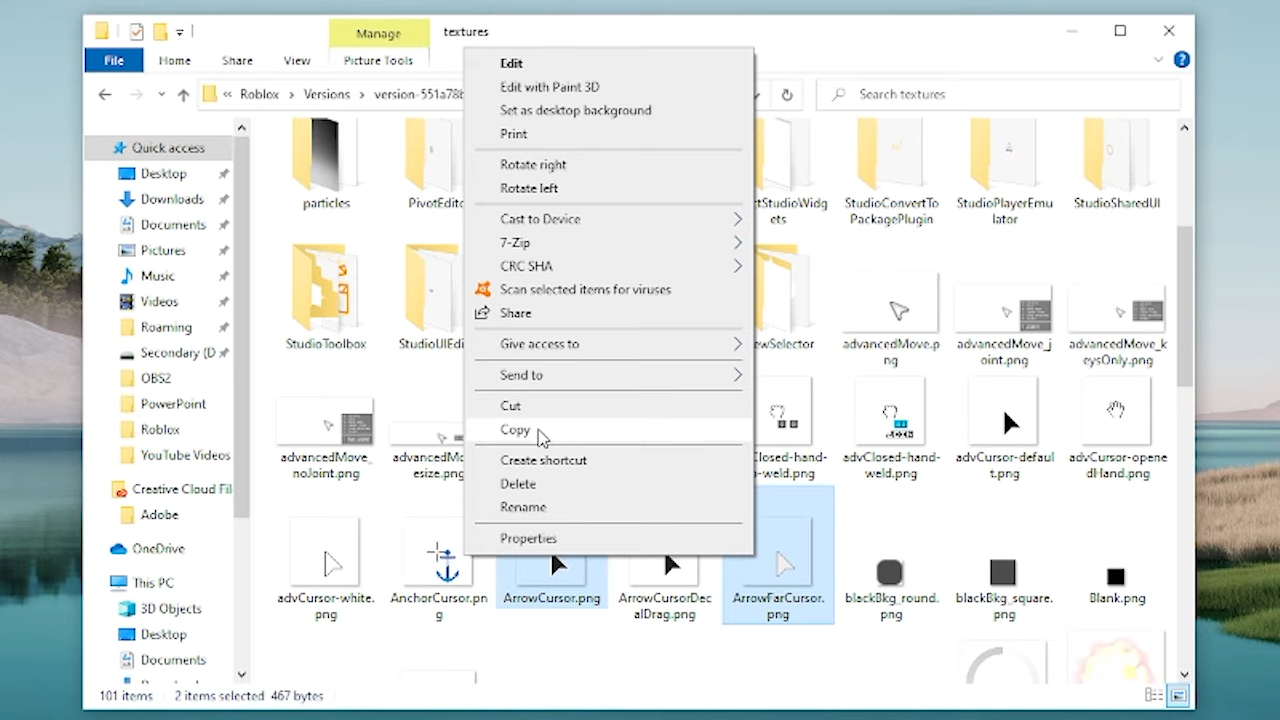 Manage
textures
File
Home
Share
View
Picture Tools
«
Roblox
Versions
version-551a78b
Search textures
Quick access
Desktop
Downloads
Documents
Pictures
Music
Videos
Roaming
Secondary (D
OBS2
PowerPoint
Roblox
YouTube Videos
Creative Cloud Fil
Adobe
OneDrive
This PC
3D Objects
Desktop
Documents
Edit
Edit with Paint 3D
Set as desktop background
Print
Rotate right
Rotate left
Cast to Device
7-Zip
CRC SHA
Scan selected items for viruses
Share
Give access to
Send to
Cut
Copy
Create shortcut
Delete
Rename
Properties
particles
PivotEdito
rtStudioWidg
ets
StudioConvertTo
PackagePlugin
StudioPlayerEmu
lator
StudioSharedUI
StudioToolbox
StudioUIEdi
ewSelector
advancedMove.p
ng
advancedMove_j
oint.png
advancedMove_k
eysOnly.png
advancedMove_
noJoint.png
advancedM
esize.png
Closed-hand-
-weld.png
advClosed-hand-
weld.png
advCursor-defaul
t.png
advCursor-opene
dHand.png
advCursor-white.
png
AnchorCursor.pn
g
ArrowCursor.png
ArrowCursorDec
alDrag.png
ArrowFarCursor.
png
blackBkg_round.
png
blackBkg_square.
png
Blank.png
101 items
2 items selected 467 bytes